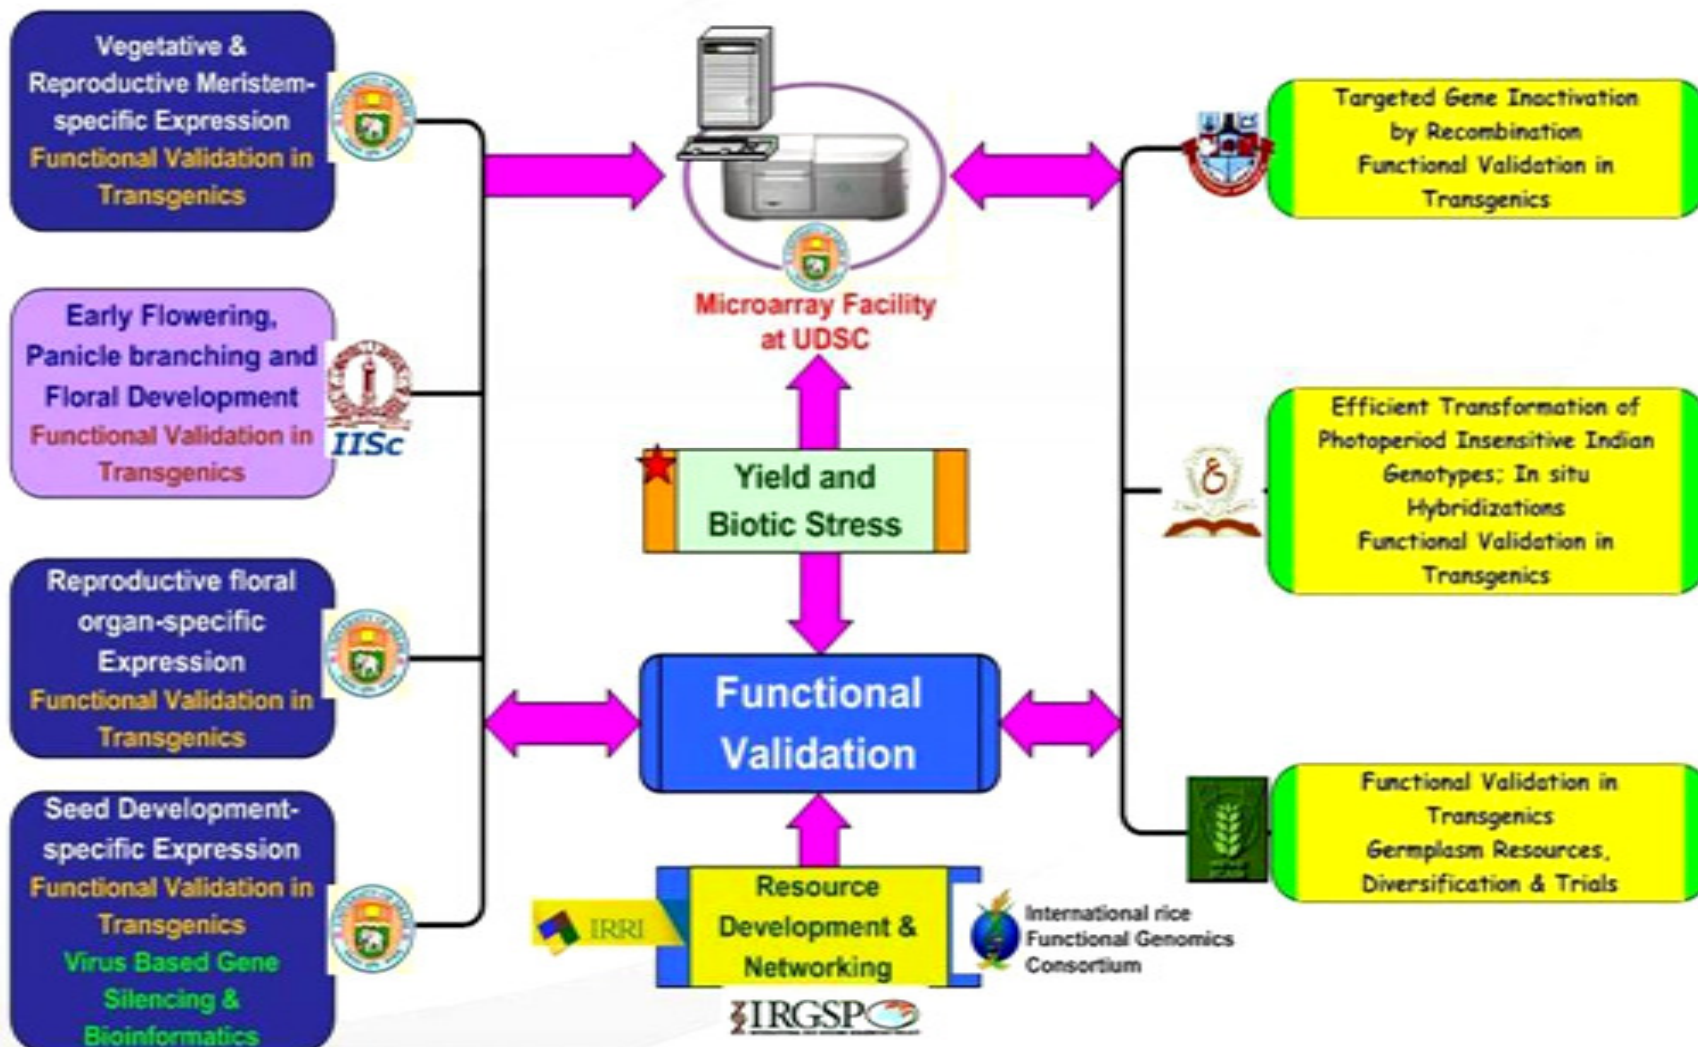 Vegetative &
Reproductive Meristem-
specific Expression
Functional Validation in
Transgenics
Early Flowering,
Panicle branching and
Floral Development
Functional Validation in
Transgenics
IISc
Reproductive floral
organ-specific
Expression
Functional Validation in
Transgenics
Seed Development-
specific Expression
Functional Validation in
Transgenics
Virus Based Gene
Silencing &
Bioinformatics
Microarray Facility
at UDSC
Yield and
Biotic Stress
Functional
Validation
Resource
Development &
Networking
IRRI
International rice
Functional Genomics
Consortium
IRGSP
Targeted Gene Inactivation
by Recombination
Functional Validation in
Transgenics
Efficient Transformation of
Photoperiod Insensitive Indian
Genotypes; In situ
Hybridizations
Functional Validation in
Transgenics
Functional Validation in
Transgenics
Germplasm Resources,
Diversification & Trials